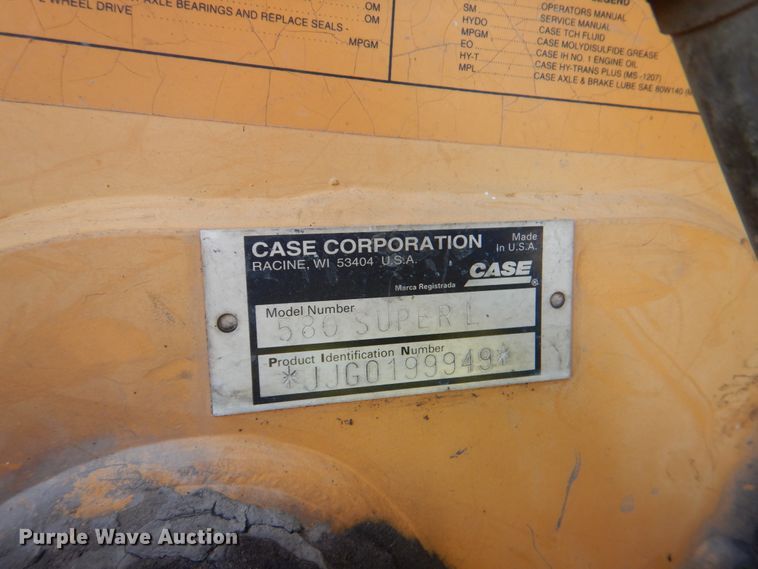 AXLE BEARINGS AND REPLACE SEALS -
WHEEL DRIVE
OM
OM
MPGM
LEGEND
SM OPERATORS MANUAL
HYDO SERVICE MANUAL
MPGM CASE TCH FLUID
EO CASE MOLYDISULFIDE GREASE
HY-T CASE IH NO. 1 ENGINE OIL
MPL CASE HY-TRANS PLUS (MS -1207)
CASE AXLE & BRAKE LUBE SAE 80W140
CASE CORPORATION
RACINE, WI 53404 U.S.A.
Made
in U.S.A.
Marca Registrada
CASE®
Model Number
580 SUPER L
Product Identification Number
*JJG0199949*
Purple Wave Auction